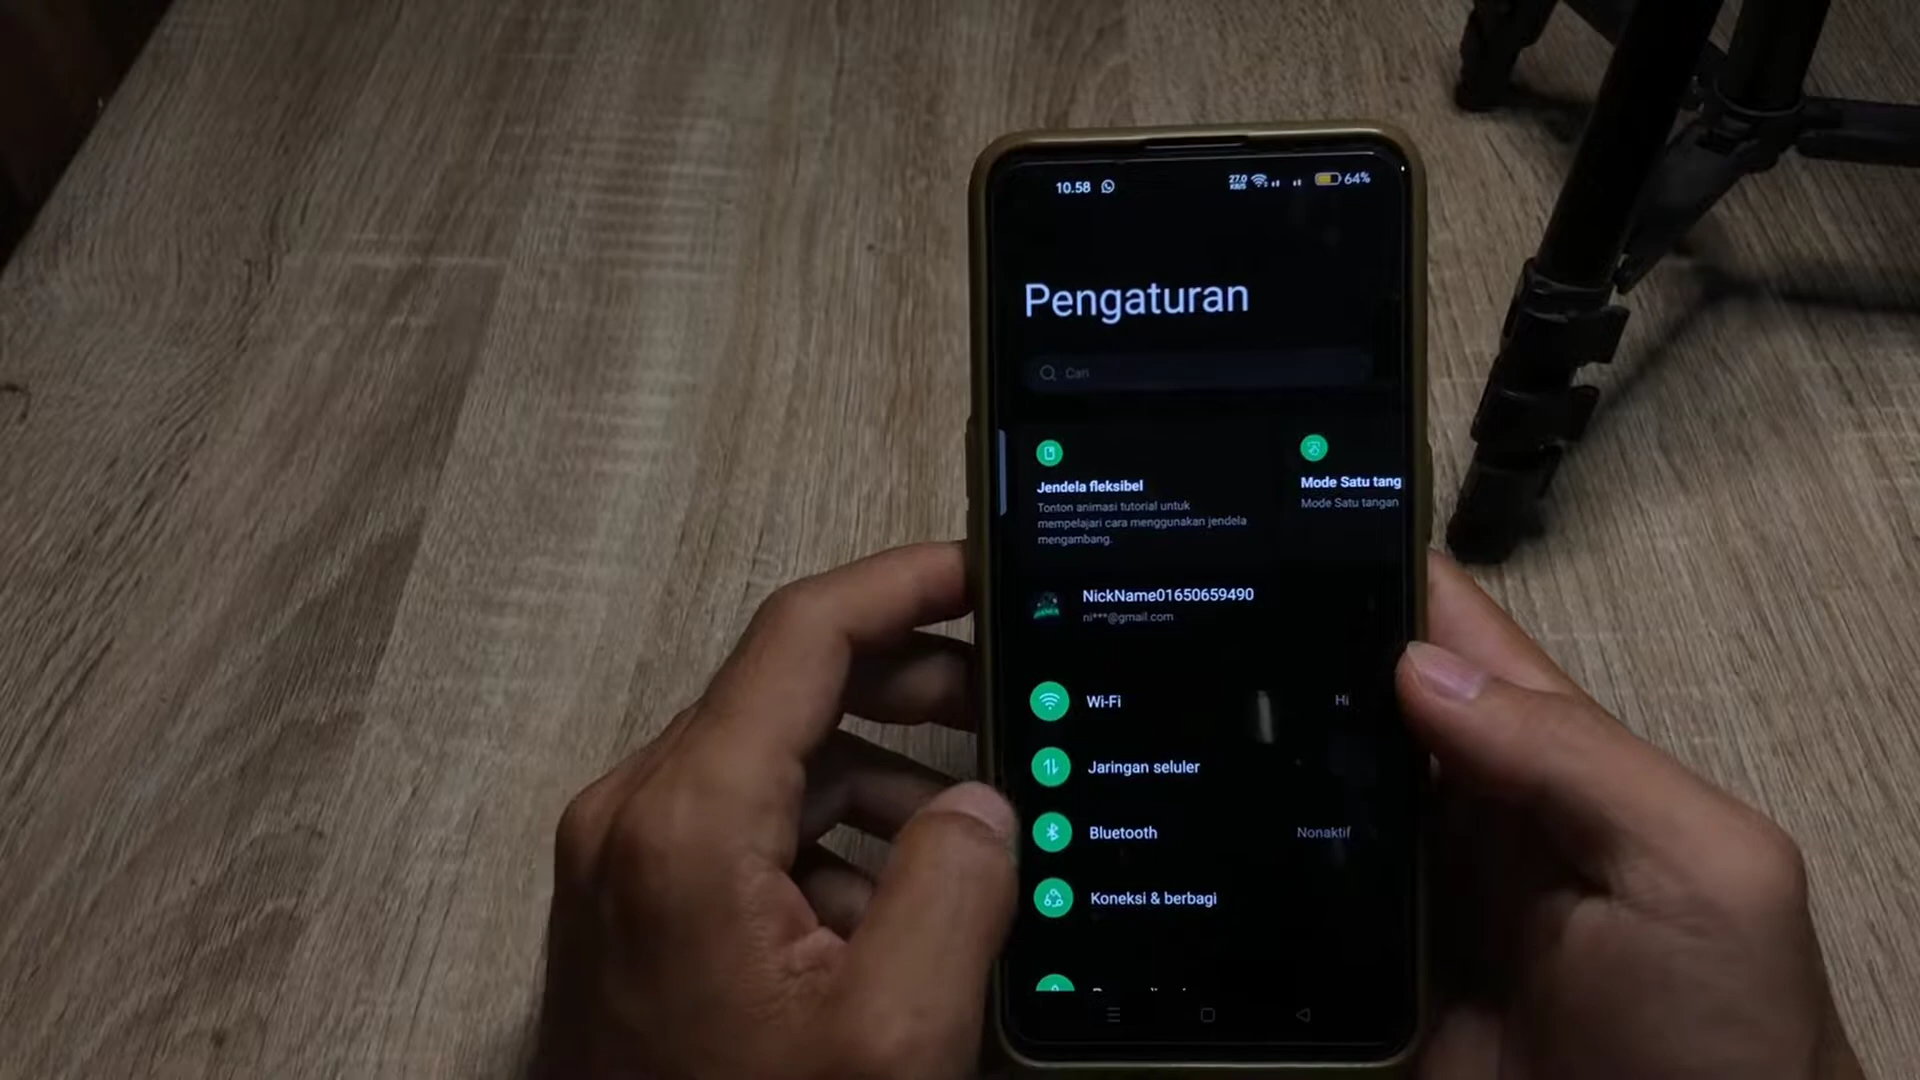 10.58
27.0
KB/S
64%
Pengaturan
Cari
Jendela fleksibel
Tonton animasi tutorial untuk
mempelajari cara menggunakan jendela
mengambang.
Mode Satu tang
Mode Satu tangan
NickName01650659490
ni***@gmail.com
Wi-Fi
Hi
Jaringan seluler
Bluetooth
Nonaktif
Koneksi & berbagi